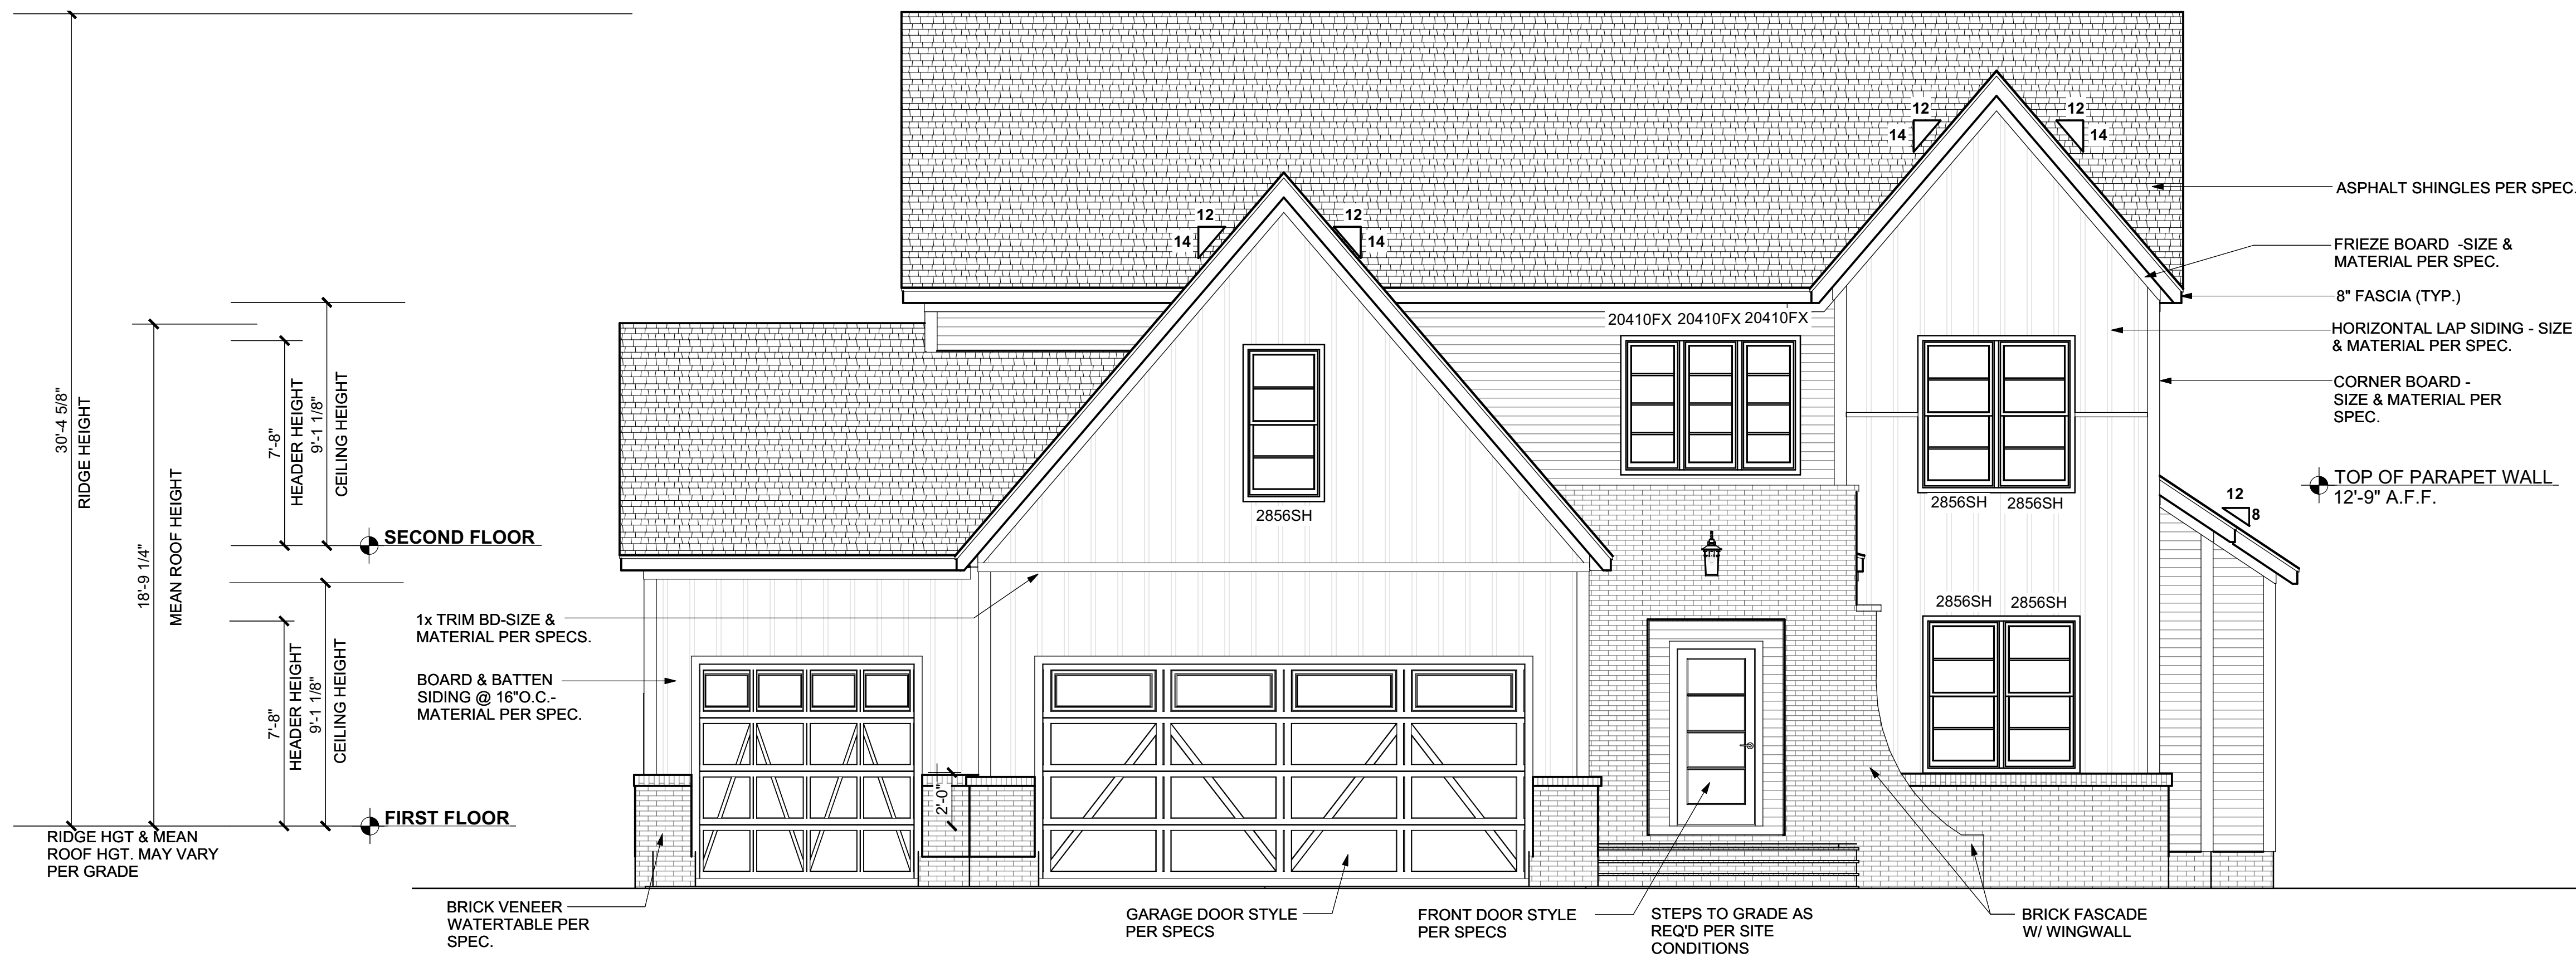 30'-4 5/8"
RIDGE HEIGHT
18'-9 1/4"
MEAN ROOF HEIGHT
7'-8"
HEADER HEIGHT
9'-1 1/8"
CEILING HEIGHT
SECOND FLOOR
7'-8"
HEADER HEIGHT
9'-1 1/8"
CEILING HEIGHT
FIRST FLOOR
RIDGE HGT & MEAN
ROOF HGT. MAY VARY
PER GRADE
1x TRIM BD-SIZE &
MATERIAL PER SPECS.
BOARD & BATTEN
SIDING @ 16"O.C.-
MATERIAL PER SPEC.
12
14
12
14
12
14
12
14
20410FX 20410FX 20410FX
2856SH
2856SH 2856SH
2856SH 2856SH
2'-0"
12
8
ASPHALT SHINGLES PER SPEC.
FRIEZE BOARD -SIZE &
MATERIAL PER SPEC.
8" FASCIA (TYP.)
HORIZONTAL LAP SIDING - SIZE
& MATERIAL PER SPEC.
CORNER BOARD -
SIZE & MATERIAL PER
SPEC.
TOP OF PARAPET WALL
12'-9" A.F.F.
BRICK VENEER
WATERTABLE PER
SPEC.
GARAGE DOOR STYLE
PER SPECS
FRONT DOOR STYLE
PER SPECS
STEPS TO GRADE AS
REQ'D PER SITE
CONDITIONS
BRICK FASCADE
W/ WINGWALL